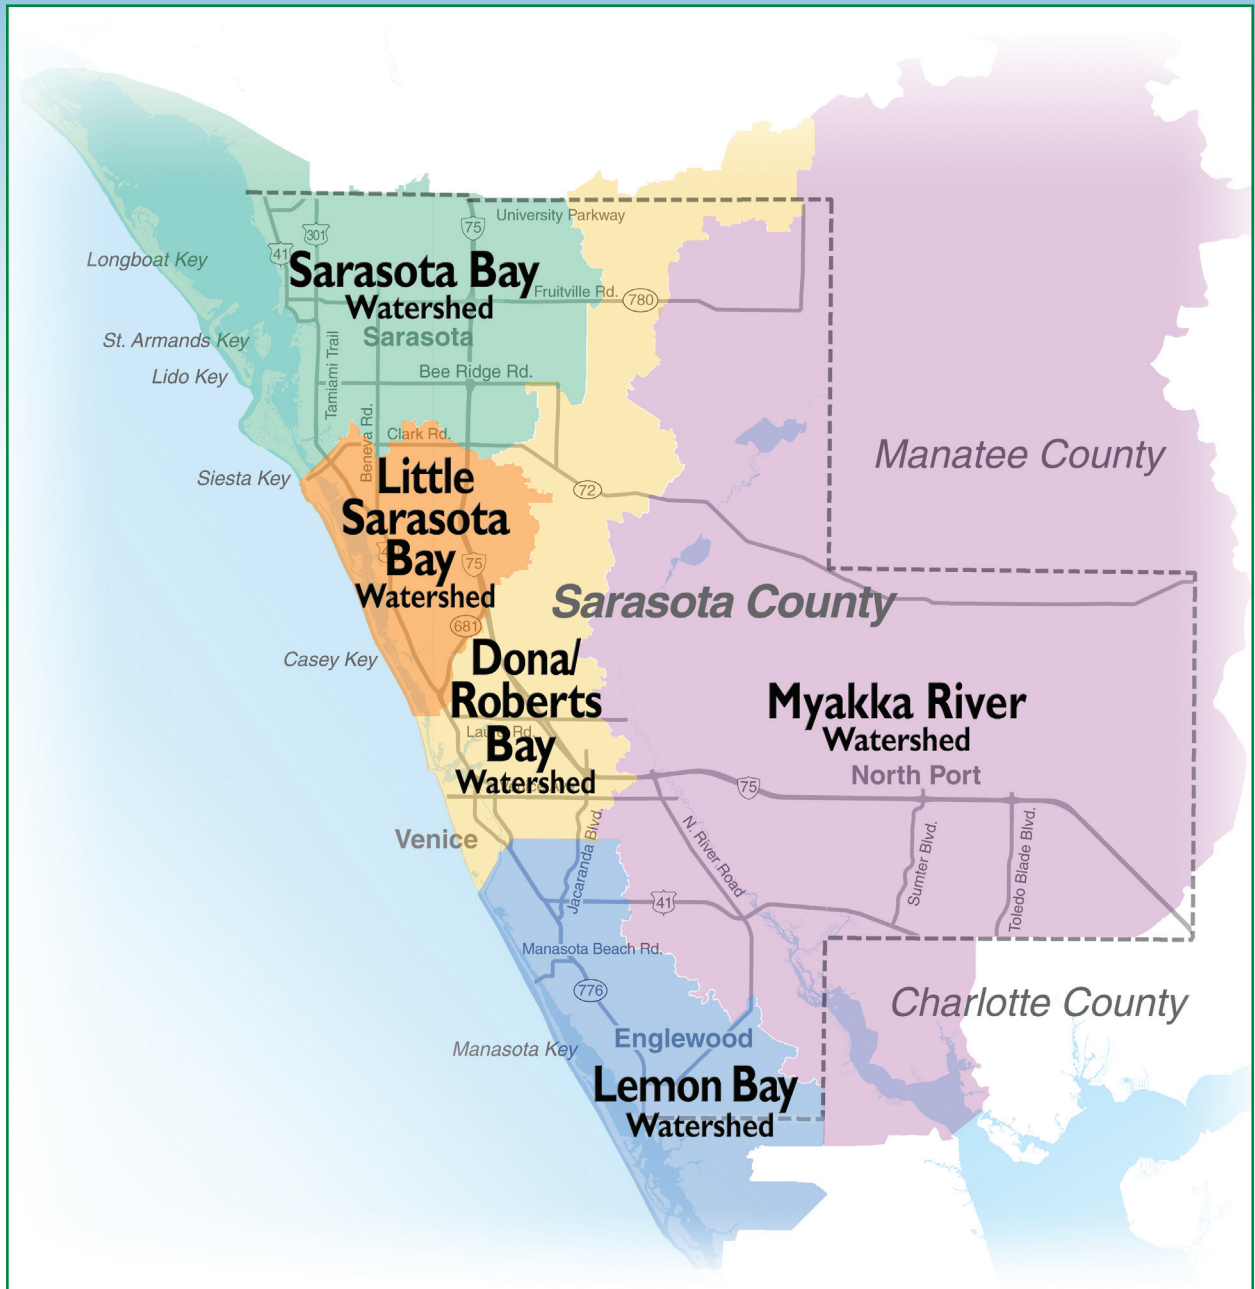 University Parkway
75
301
41
Longboat Key
Sarasota Bay
Watershed
Fruitville Rd.
780
Sarasota
St. Armands Key
Lido Key
Tamiami Trail
Bee Ridge Rd.
Beneva Rd.
Clark Rd.
Manatee County
Siesta Key
Little
Sarasota
Bay
Watershed
72
75
681
Sarasota County
Casey Key
Dona/
Roberts
Bay
Watershed
Myakka River
Watershed
North Port
75
Venice
Jacaranda Blvd.
N. River Road
Sumter Blvd.
Toledo Blade Blvd.
41
Manasota Beach Rd.
776
Charlotte County
Englewood
Manasota Key
Lemon Bay
Watershed